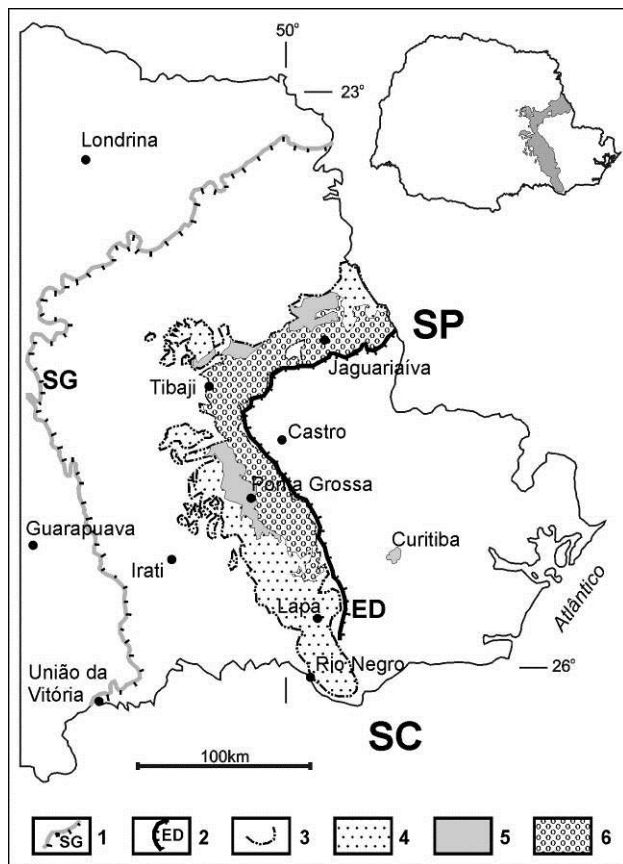 50°
23°
Londrina
SP
Jaguariaíva
SG
Tibaji
Castro
Ponta Grossa
Guarapuava
Curitiba
Irati
Atlântico
Lapa
ED
União da
Vitória
Rio Negro
26°
SC
100km
SG 1 ED 2 3 4 5 6